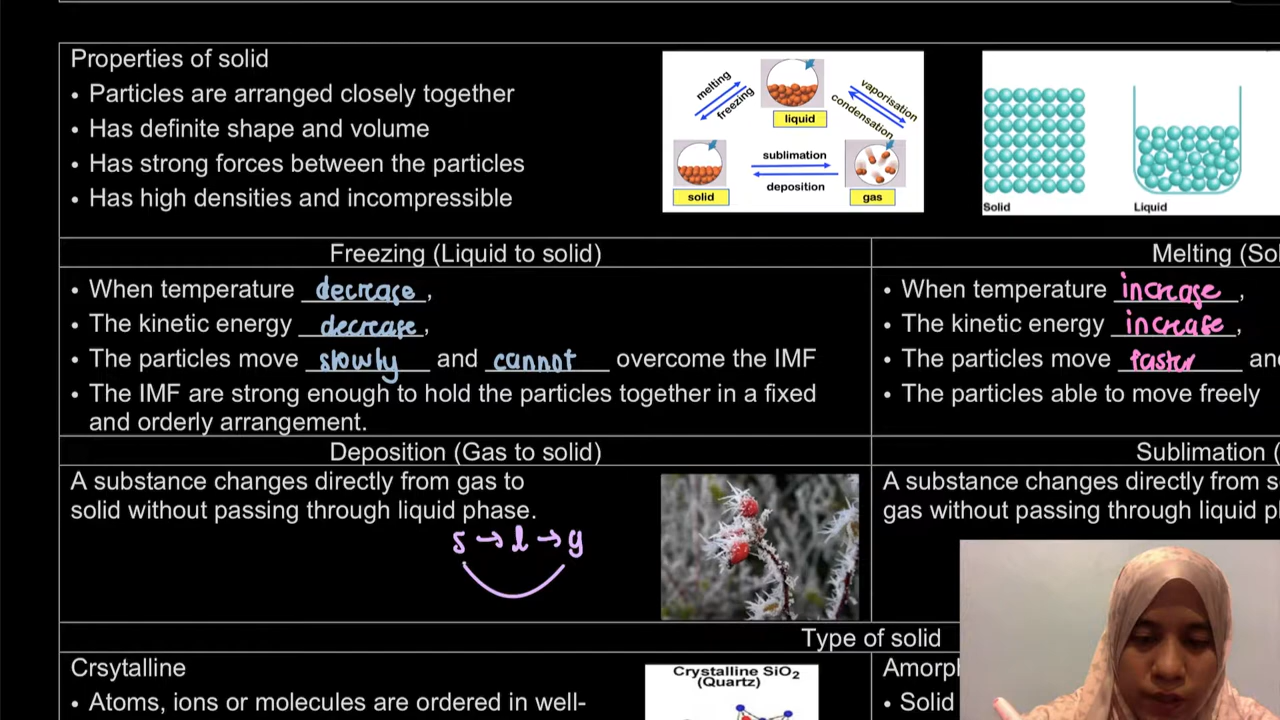 Properties of solid
• Particles are arranged closely together
• Has definite shape and volume
• Has strong forces between the particles
• Has high densities and incompressible
melting
freezing
liquid
vaporisation
condensation
sublimation
deposition
solid
gas
Solid
Liquid
Freezing (Liquid to solid)
• When temperature decrease,
• The kinetic energy decrease,
• The particles move slowly and cannot overcome the IMF
• The IMF are strong enough to hold the particles together in a fixed
and orderly arrangement.
Melting (Sol
• When temperature increase,
• The kinetic energy increase,
• The particles move faster an
• The particles able to move freely
Deposition (Gas to solid)
A substance changes directly from gas to
solid without passing through liquid phase.
s → l → g
Sublimation (
A substance changes directly from s
gas without passing through liquid pl
Type of solid
Crsytalline
• Atoms, ions or molecules are ordered in well-
Crystalline SiO₂
(Quartz)
Amorph
• Solid